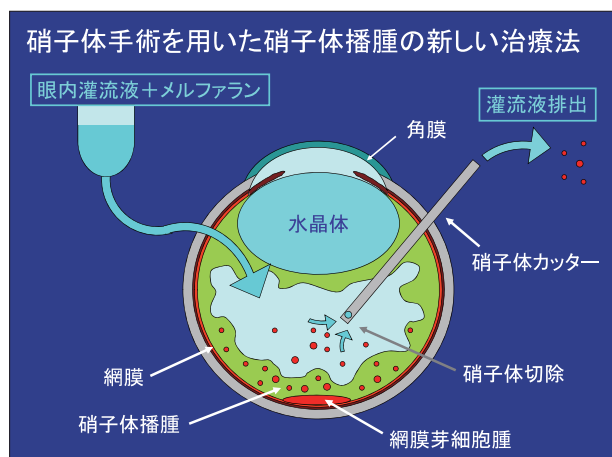 硝子体手術を用いた硝子体播腫の新しい治療法
眼内灌流液＋メルファラン
灌流液排出
角膜
水晶体
硝子体カッター
硝子体切除
網膜
硝子体播腫
網膜芽細胞腫